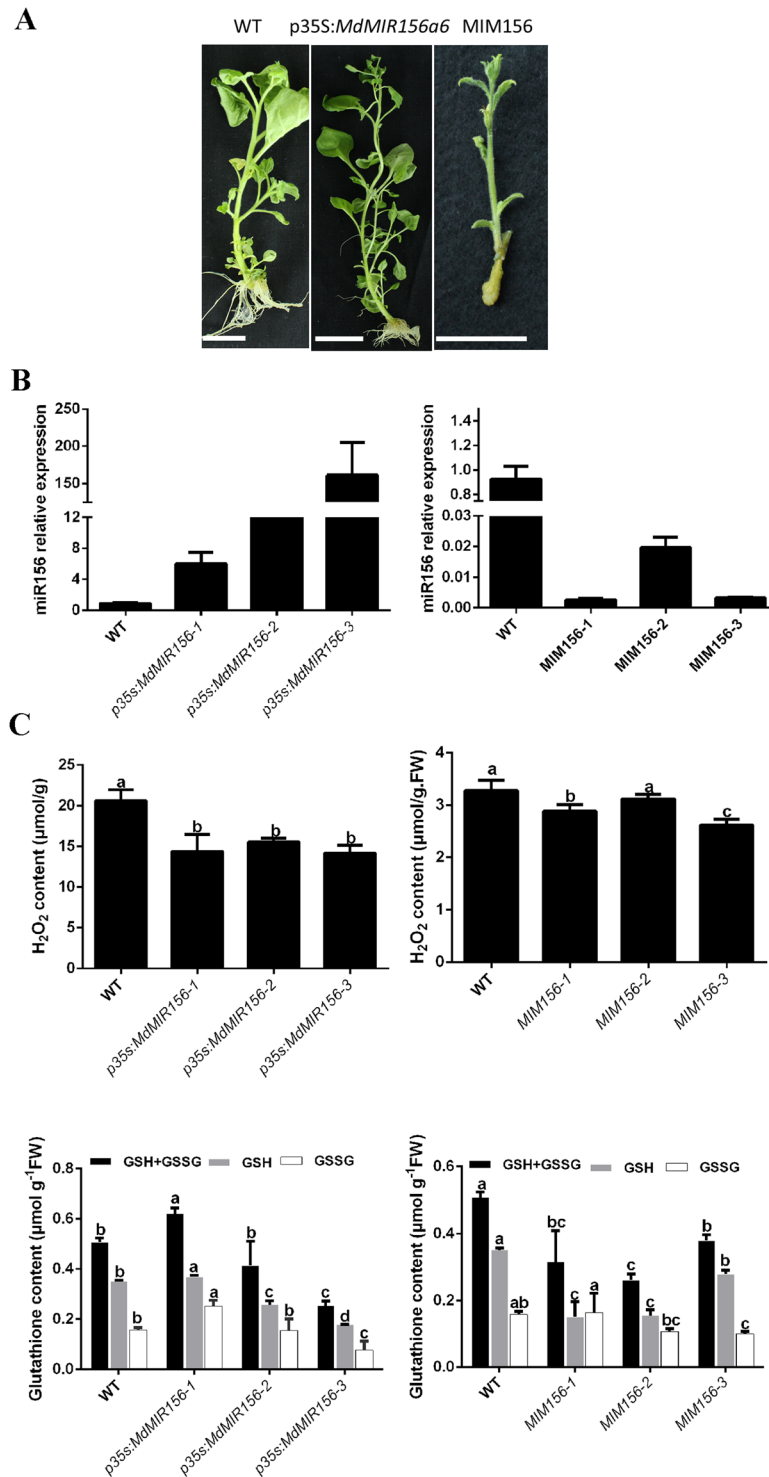 A
WT p35S:MdMIR156a6 MIM156
B
miR156 relative expression
250
200
150
100
12
8
4
0
WT
p35s:MdMIR156-1
p35s:MdMIR156-2
p35s:MdMIR156-3
miR156 relative expression
1.4
1.2
1.0
0.8
0.03
0.02
0.01
0.00
WT
MIM156-1
MIM156-2
MIM156-3
C
H2O2 content (μmol/g)
25
20
15
10
5
0
a
b
b
b
WT
p35s:MdMIR156-1
p35s:MdMIR156-2
p35s:MdMIR156-3
H2O2 content (μmol/g.FW)
4
3
2
1
0
a
b
a
c
WT
MIM156-1
MIM156-2
MIM156-3
Glutathione content (μmol g-1FW)
GSH+GSSG GSH GSSG
0.8
0.6
0.4
0.2
0.0
b b b
a a a
b c b
c d c
WT
p35s:MdMIR156-1
p35s:MdMIR156-2
p35s:MdMIR156-3
Glutathione content (μmol g-1FW)
GSH+GSSG GSH GSSG
0.6
0.4
0.2
0.0
a a ab
bc c a
c c bc
b b c
WT
MIM156-1
MIM156-2
MIM156-3